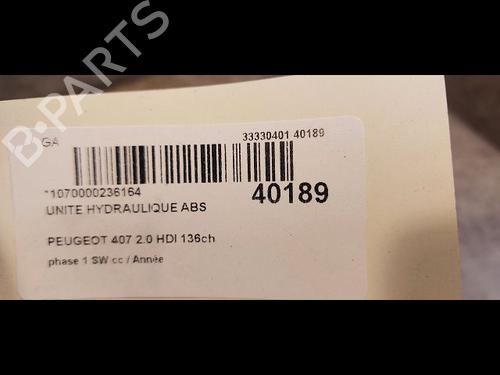 B-PARTS
GA
33330401 40189
*1070000236164
40189
UNITE HYDRAULIQUE ABS
PEUGEOT 407 2.0 HDI 136ch
phase 1 SW cc / Année